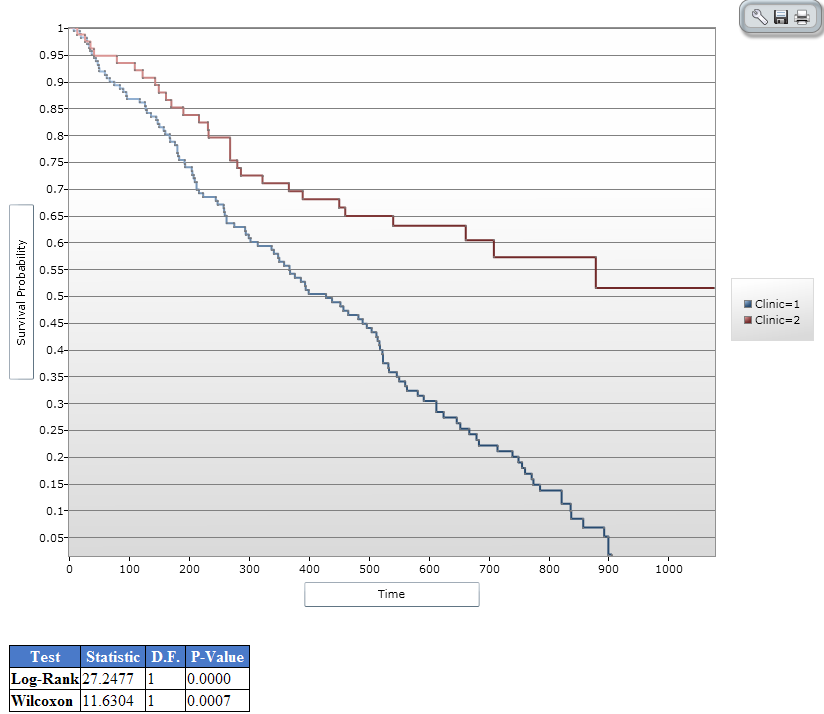 1
0.95
0.9
0.85
0.8
0.75
0.7
0.65
0.6
0.55
0.5
0.45
0.4
0.35
0.3
0.25
0.2
0.15
0.1
0.05
Survival Probability
0 100 200 300 400 500 600 700 800 900 1000
Time
Clinic=1
Clinic=2
Test Statistic D.F. P-Value
Log-Rank 27.2477 1 0.0000
Wilcoxon 11.6304 1 0.0007